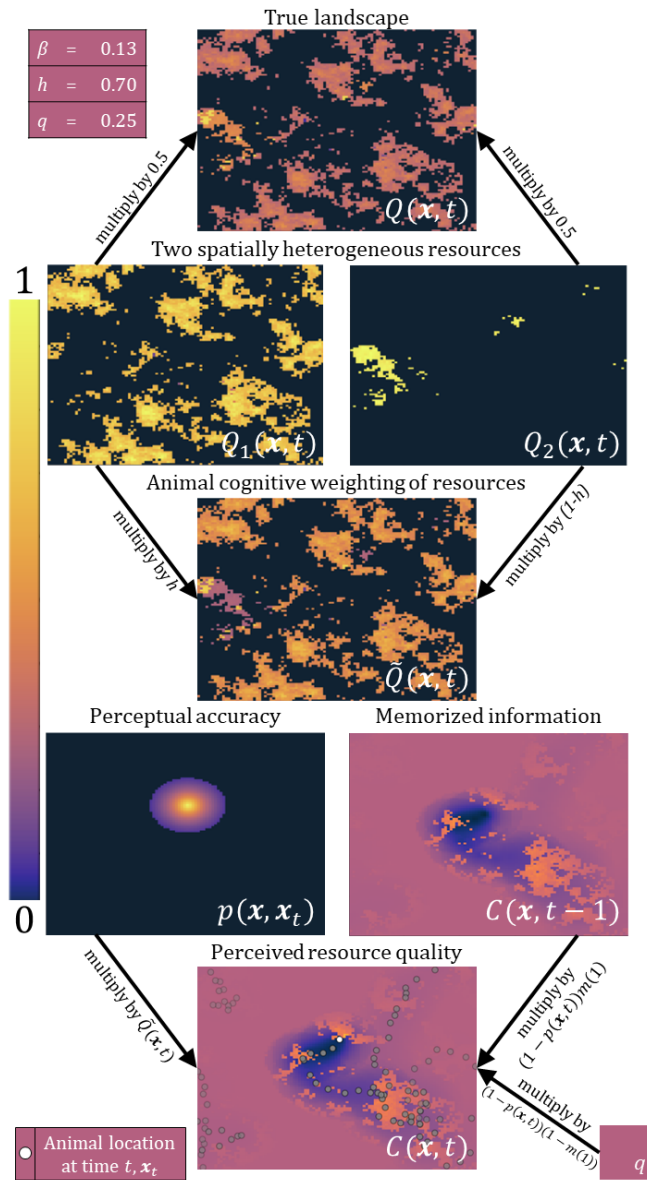 True landscape
β = 0.13
h = 0.70
q = 0.25
Q(x, t)
multiply by 0.5
multiply by 0.5
Two spatially heterogeneous resources
1
Q₁(x, t)
Q₂(x, t)
Animal cognitive weighting of resources
multiply by h
multiply by (1-h)
Q̃(x, t)
Perceptual accuracy
Memorized information
p(x, xₜ)
C(x, t − 1)
0
Perceived resource quality
multiply by Q̃(x, t)
multiply by
(1 − p(x, t))m(1)
multiply by
(1−p(x, t))(1−m(1))
C(x, t)
Animal location
at time t, xₜ
q